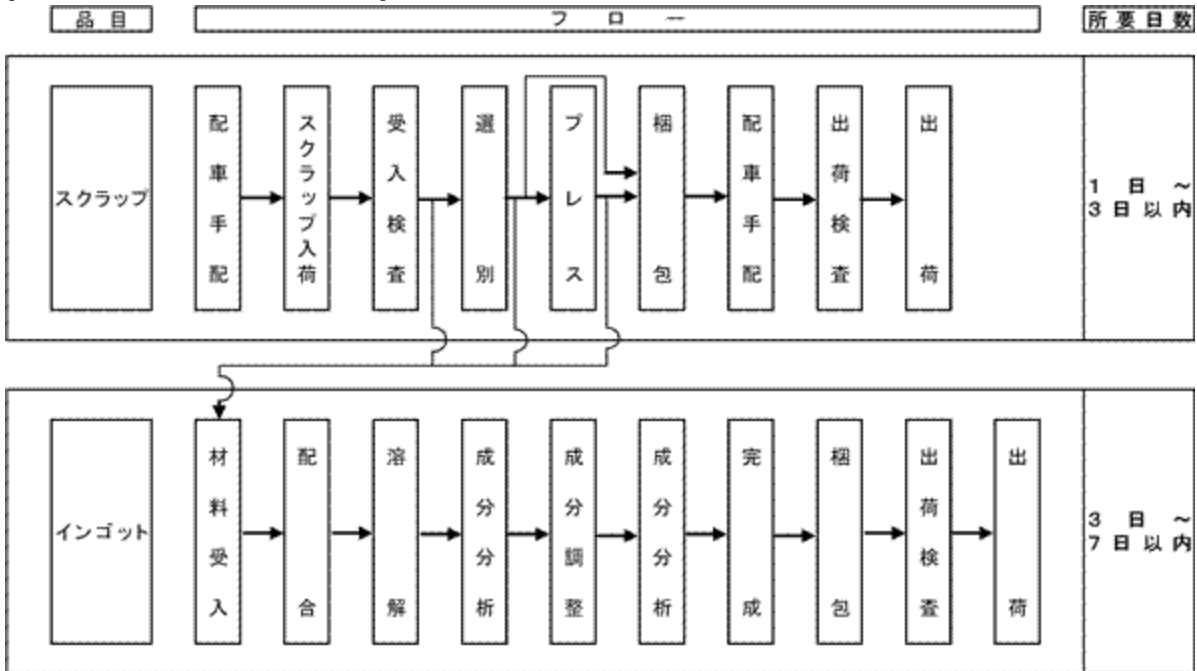 品目
フロー
所要日数
スクラップ
配車手配
スクラップ入荷
受入検査
選別
プレス
梱包
配車手配
出荷検査
出荷
1日～
3日以内
インゴット
材料受入
配合
溶解
成分分析
成分調整
成分分析
完成
梱包
出荷検査
出荷
3日～
7日以内